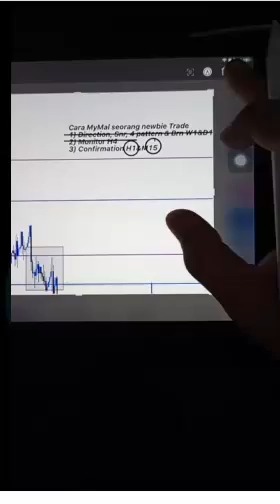 Cara MyMal seorang newbie Trade
1) Direction, Snr, 4 pattern & Brn W1&D1
2) Monitor H4
3) Confirmation H1&M15